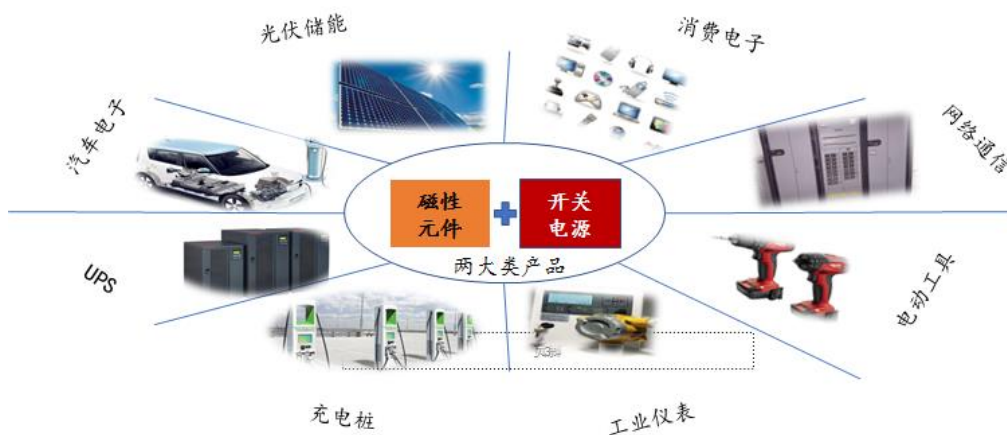 光伏储能
消费电子
汽车电子
网络通信
磁性
元件
开关
电源
两大类产品
UPS
电动工具
充电桩
工业仪表